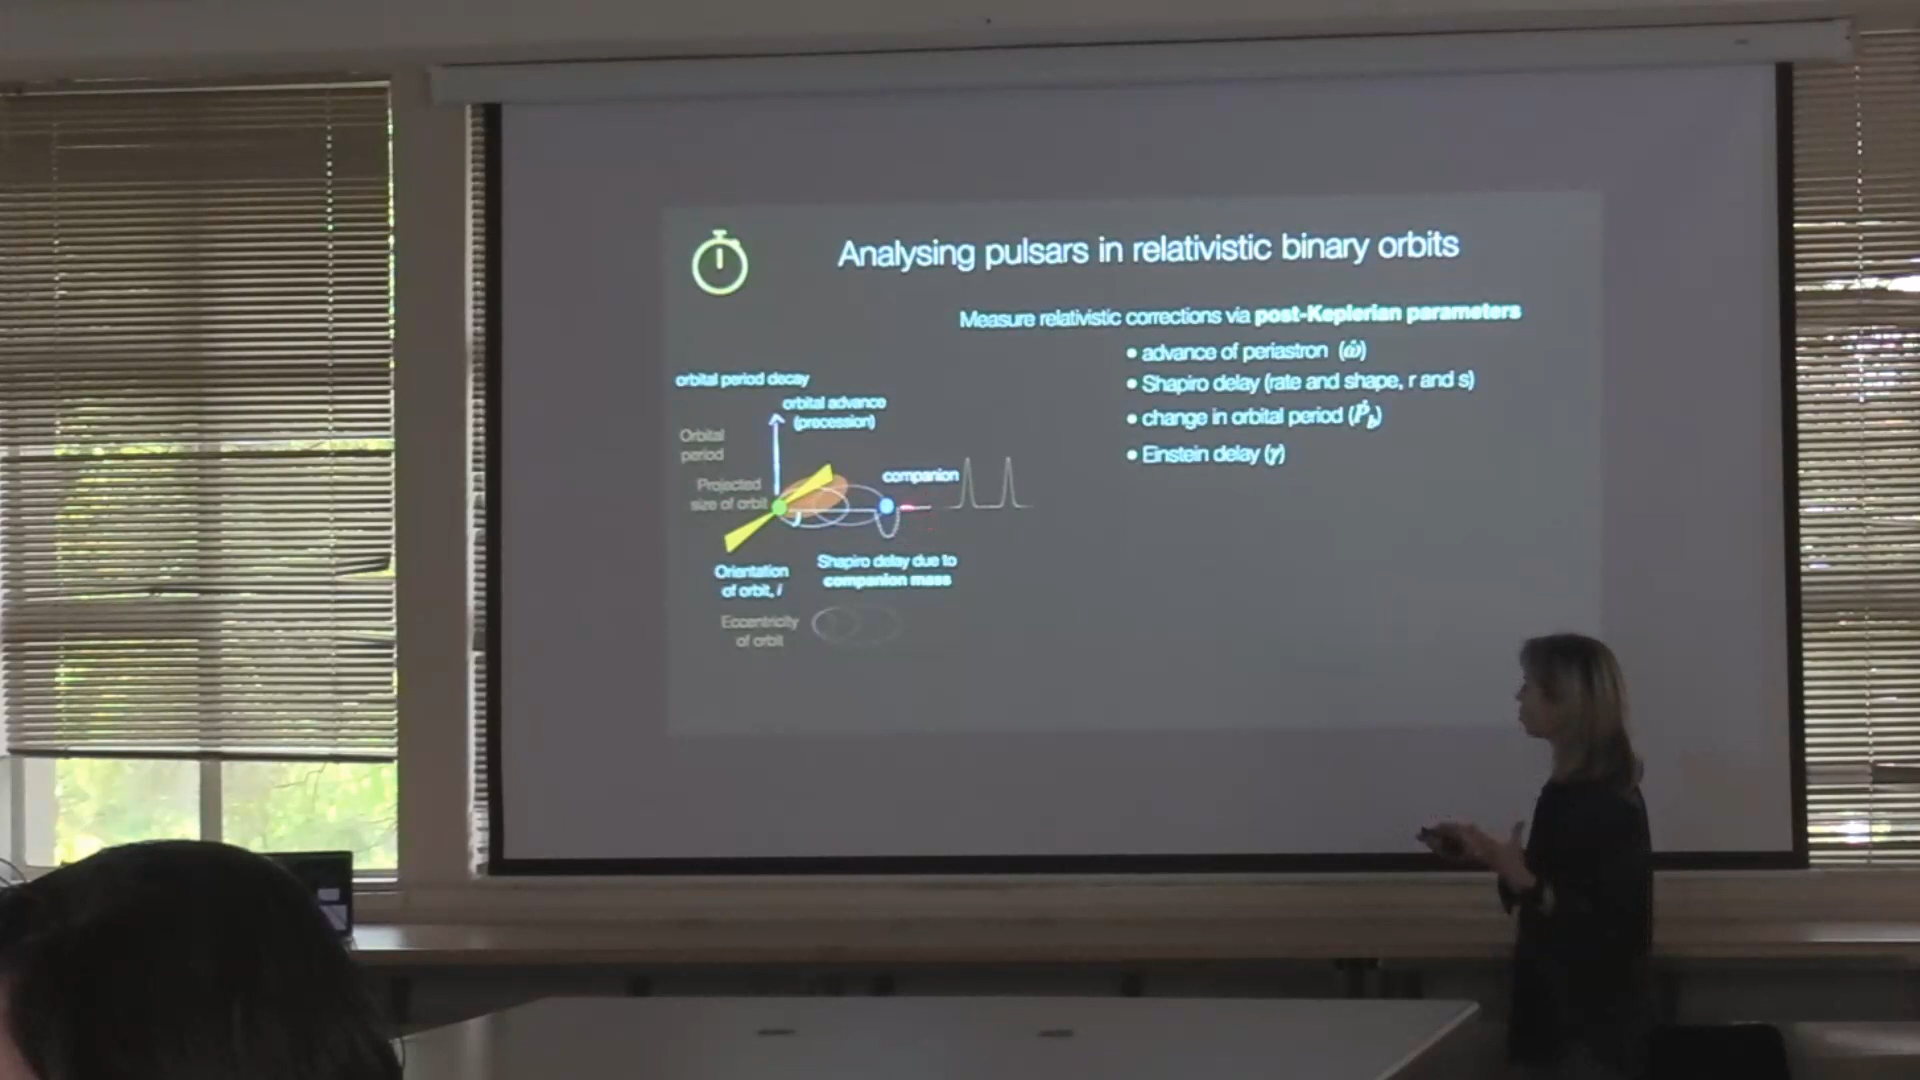 Analysing pulsars in relativistic binary orbits
Measure relativistic corrections via post-Keplerian parameters
• advance of periastron (ω̇)
• Shapiro delay (rate and shape, r and s)
• change in orbital period (Ṗb)
• Einstein delay (γ)
orbital period decay
orbital advance
(precession)
Orbital
period
companion
Projected
size of orbit
Orientation
of orbit, i
Shapiro delay due to
companion mass
Eccentricity
of orbit